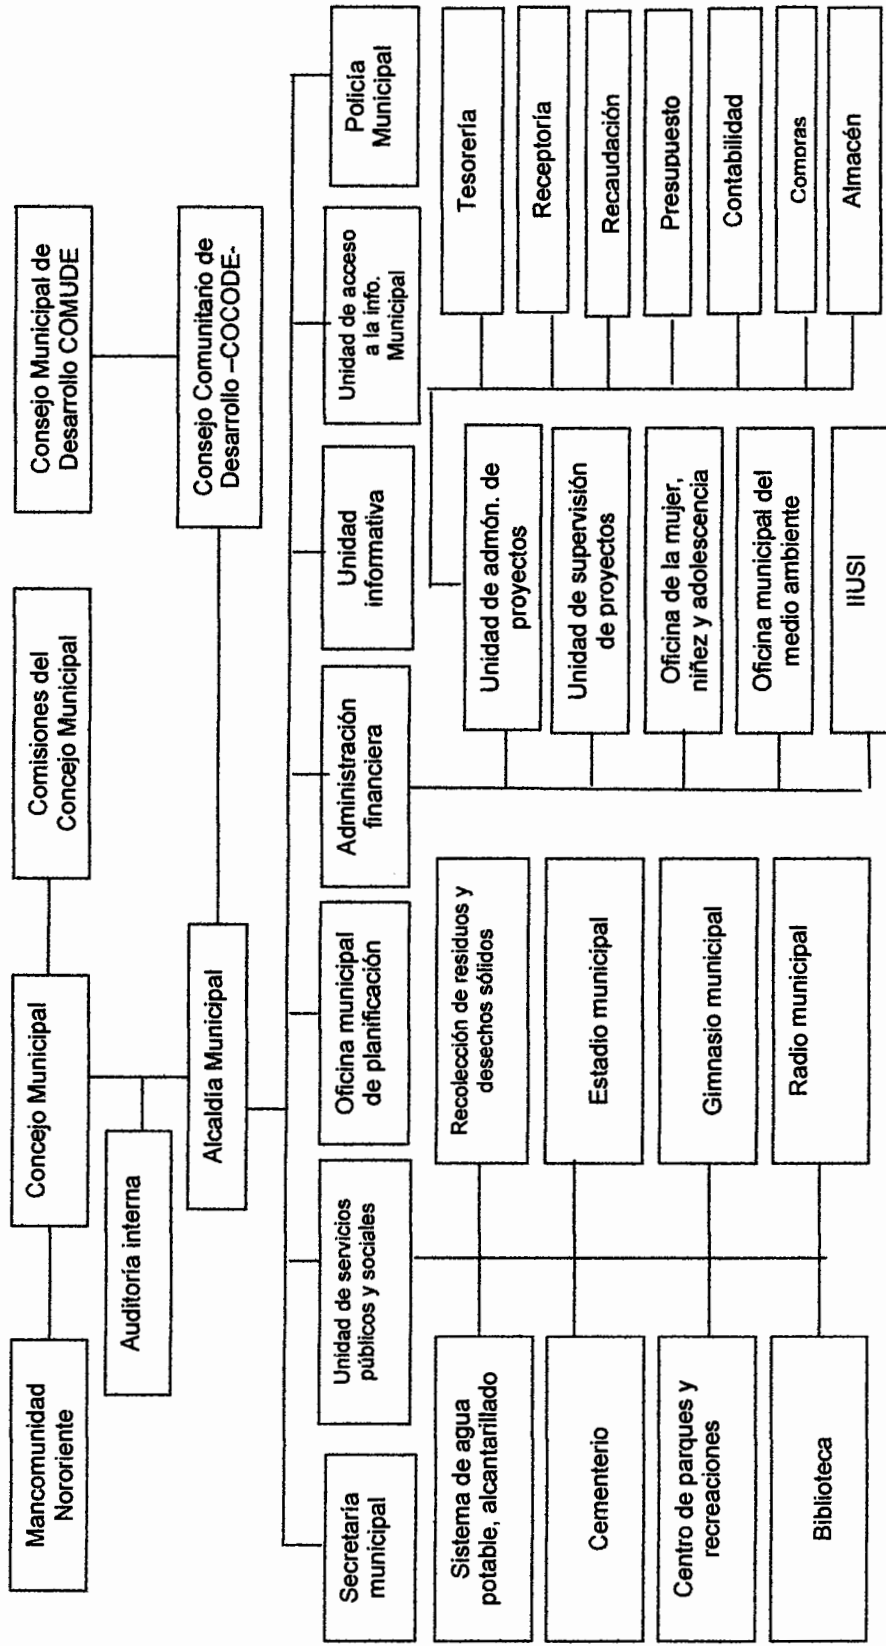 Mancomunidad
Nororiente
Concejo Municipal
Comisiones del
Concejo Municipal
Consejo Municipal de
Desarrollo COMUDE
Auditoría interna
Alcaldía Municipal
Consejo Comunitario de
Desarrollo –COCODE-
Secretaría
municipal
Unidad de servicios
públicos y sociales
Oficina municipal
de planificación
Administración
financiera
Unidad
informativa
Unidad de acceso
a la info.
Municipal
Policía
Municipal
Sistema de agua
potable, alcantarillado
Cementerio
Centro de parques y
recreaciones
Biblioteca
Recolección de residuos y
desechos sólidos
Estadio municipal
Gimnasio municipal
Radio municipal
Unidad de admón. de
proyectos
Unidad de supervisión
de proyectos
Oficina de la mujer,
niñez y adolescencia
Oficina municipal del
medio ambiente
IIUSI
Tesorería
Receptoría
Recaudación
Presupuesto
Contabilidad
Compras
Almacén